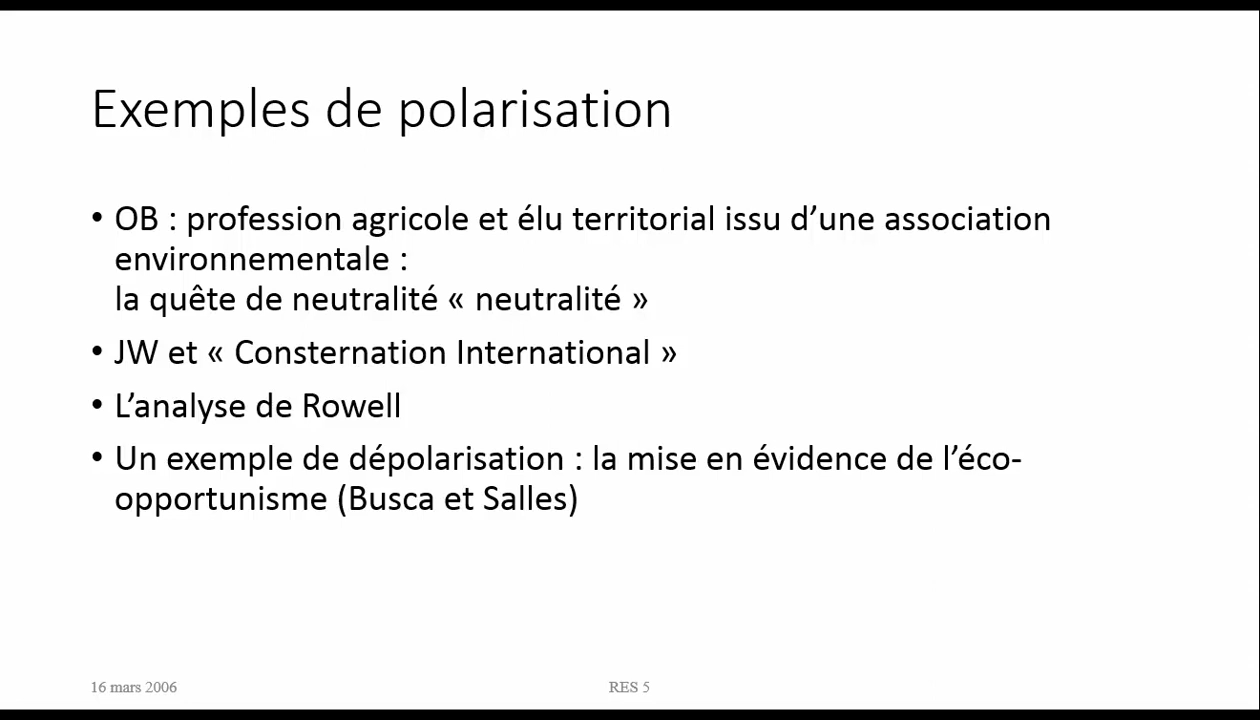 Exemples de polarisation
• OB : profession agricole et élu territorial issu d’une association
environnementale :
la quête de neutralité « neutralité »
• JW et « Consternation International »
• L’analyse de Rowell
• Un exemple de dépolarisation : la mise en évidence de l’éco-
opportunisme (Busca et Salles)
16 mars 2006
RES 5